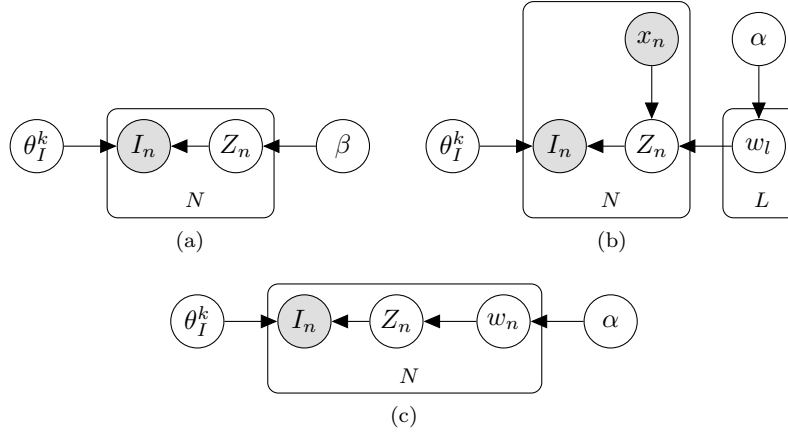 x_n α
θ_I^k I_n Z_n β θ_I^k I_n Z_n w_l
N N L
(a) (b)
θ_I^k I_n Z_n w_n α
N
(c)